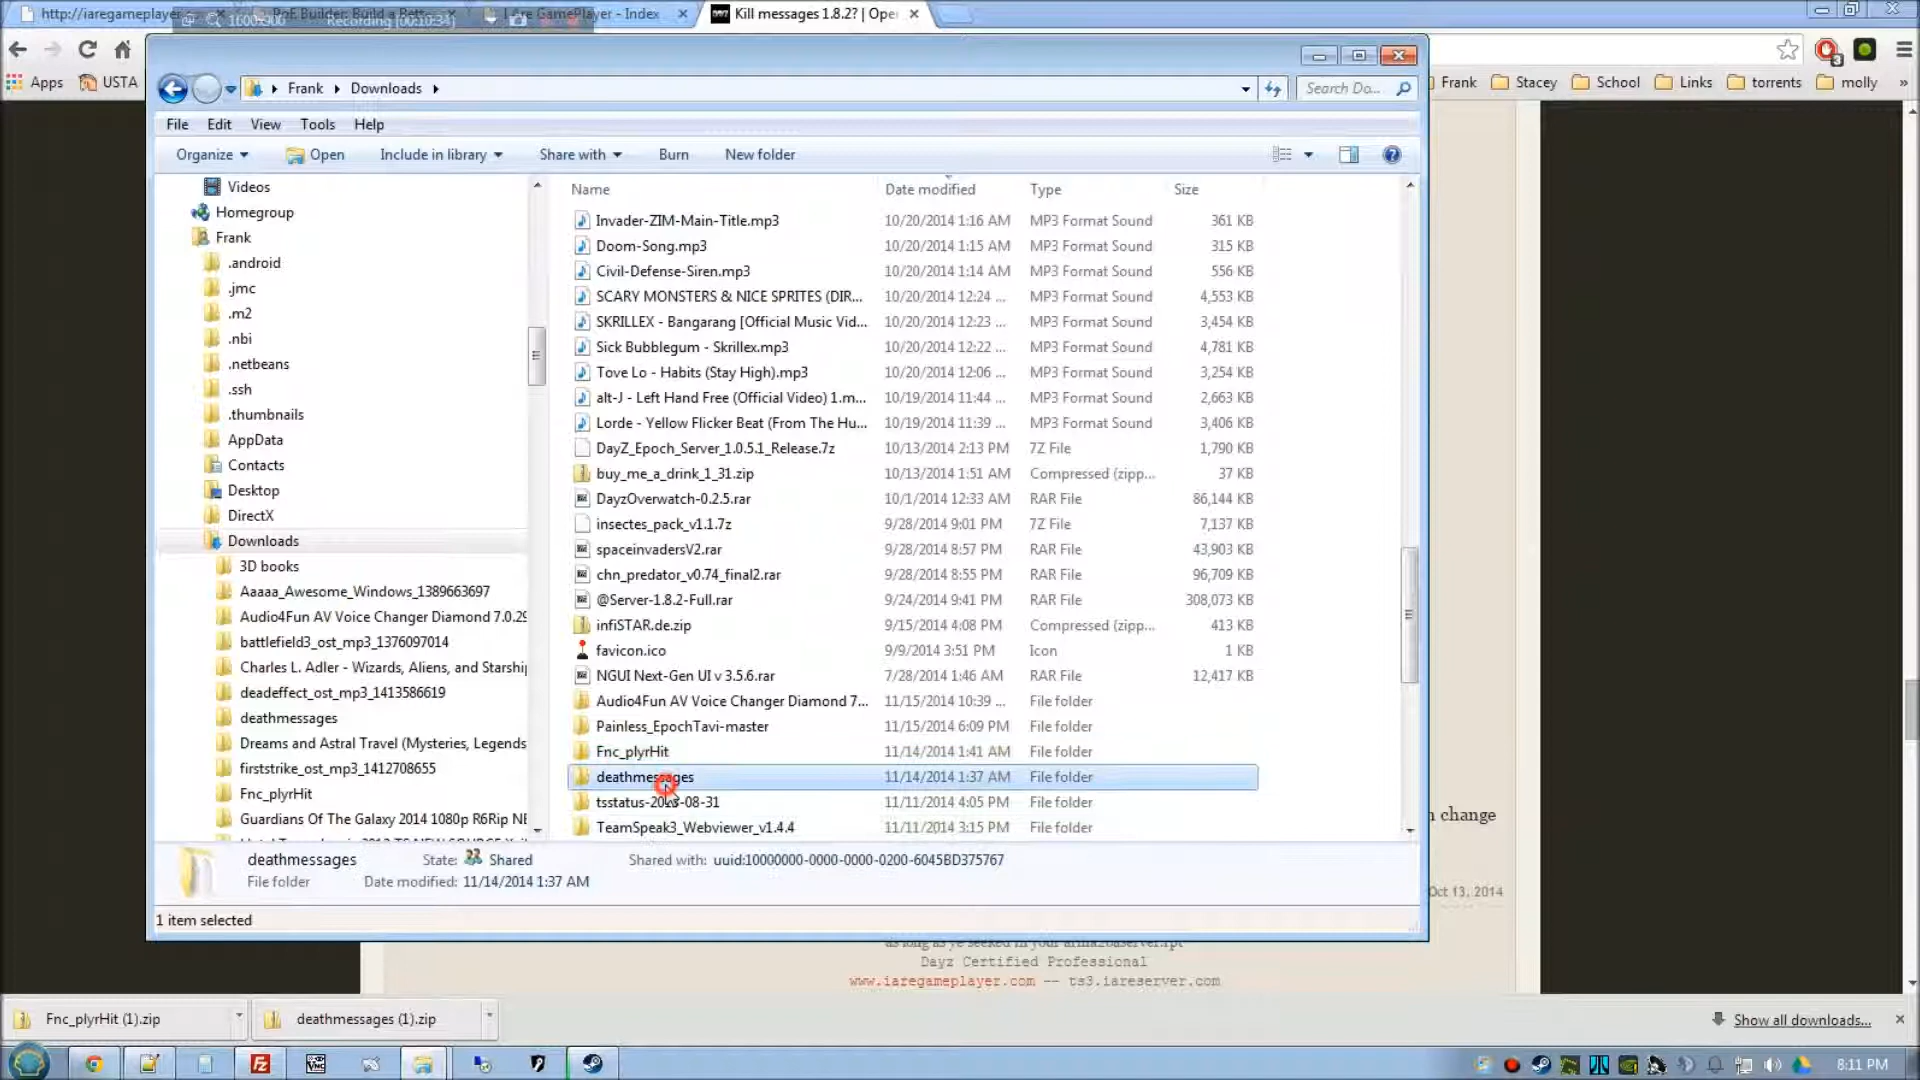 http://iaregameplayer
PoE Builder: Build a Bette
I Are GamePlayer - Index
Kill messages 1.8.2? | Ope
1600x900 Recording [00:10:34]
3
Apps
USTA
Frank
Stacey
School
Links
torrents
molly
»
Frank
Downloads
Search Do...
File Edit View Tools Help
Organize Open Include in library Share with Burn New folder
Videos
Homegroup
Frank
.android
.jmc
.m2
.nbi
.netbeans
.ssh
.thumbnails
AppData
Contacts
Desktop
DirectX
Downloads
3D books
Aaaaa_Awesome_Windows_1389663697
Audio4Fun AV Voice Changer Diamond 7.0.29
battlefield3_ost_mp3_1376097014
Charles L. Adler - Wizards, Aliens, and Starship
deadeffect_ost_mp3_1413586619
deathmessages
Dreams and Astral Travel (Mysteries, Legends
firststrike_ost_mp3_1412708655
Fnc_plyrHit
Guardians Of The Galaxy 2014 1080p R6Rip NE
Name Date modified Type Size
Invader-ZIM-Main-Title.mp3 10/20/2014 1:16 AM MP3 Format Sound 361 KB
Doom-Song.mp3 10/20/2014 1:15 AM MP3 Format Sound 315 KB
Civil-Defense-Siren.mp3 10/20/2014 1:14 AM MP3 Format Sound 556 KB
SCARY MONSTERS & NICE SPRITES (DIR... 10/20/2014 12:24 ... MP3 Format Sound 4,553 KB
SKRILLEX - Bangarang [Official Music Vid... 10/20/2014 12:23 ... MP3 Format Sound 3,454 KB
Sick Bubblegum - Skrillex.mp3 10/20/2014 12:22 ... MP3 Format Sound 4,781 KB
Tove Lo - Habits (Stay High).mp3 10/20/2014 12:06 ... MP3 Format Sound 3,254 KB
alt-J - Left Hand Free (Official Video) 1.m... 10/19/2014 11:44 ... MP3 Format Sound 2,663 KB
Lorde - Yellow Flicker Beat (From The Hu... 10/19/2014 11:39 ... MP3 Format Sound 3,406 KB
DayZ_Epoch_Server_1.0.5.1_Release.7z 10/13/2014 2:13 PM 7Z File 1,790 KB
buy_me_a_drink_1_31.zip 10/13/2014 1:51 AM Compressed (zipp... 37 KB
DayzOverwatch-0.2.5.rar 10/1/2014 12:33 AM RAR File 86,144 KB
insectes_pack_v1.1.7z 9/28/2014 9:01 PM 7Z File 7,137 KB
spaceinvadersV2.rar 9/28/2014 8:57 PM RAR File 43,903 KB
chn_predator_v0.74_final2.rar 9/28/2014 8:55 PM RAR File 96,709 KB
@Server-1.8.2-Full.rar 9/24/2014 9:41 PM RAR File 308,073 KB
infiSTAR.de.zip 9/15/2014 4:08 PM Compressed (zipp... 413 KB
favicon.ico 9/9/2014 3:51 PM Icon 1 KB
NGUI Next-Gen UI v 3.5.6.rar 7/28/2014 1:46 AM RAR File 12,417 KB
Audio4Fun AV Voice Changer Diamond 7... 11/15/2014 10:39 ... File folder
Painless_EpochTavi-master 11/15/2014 6:09 PM File folder
Fnc_plyrHit 11/14/2014 1:41 AM File folder
deathmessages 11/14/2014 1:37 AM File folder
tsstatus-2013-08-31 11/11/2014 4:05 PM File folder
TeamSpeak3_Webviewer_v1.4.4 11/11/2014 3:15 PM File folder
deathmessages State: Shared Shared with: uuid:10000000-0000-0000-0200-6045BD375767
File folder Date modified: 11/14/2014 1:37 AM
1 item selected
n change
Oct 13, 2014
Dayz Certified Professional
www.iaregameplayer.com -- ts3.iareserver.com
Fnc_plyrHit (1).zip
deathmessages (1).zip
Show all downloads...
8:11 PM